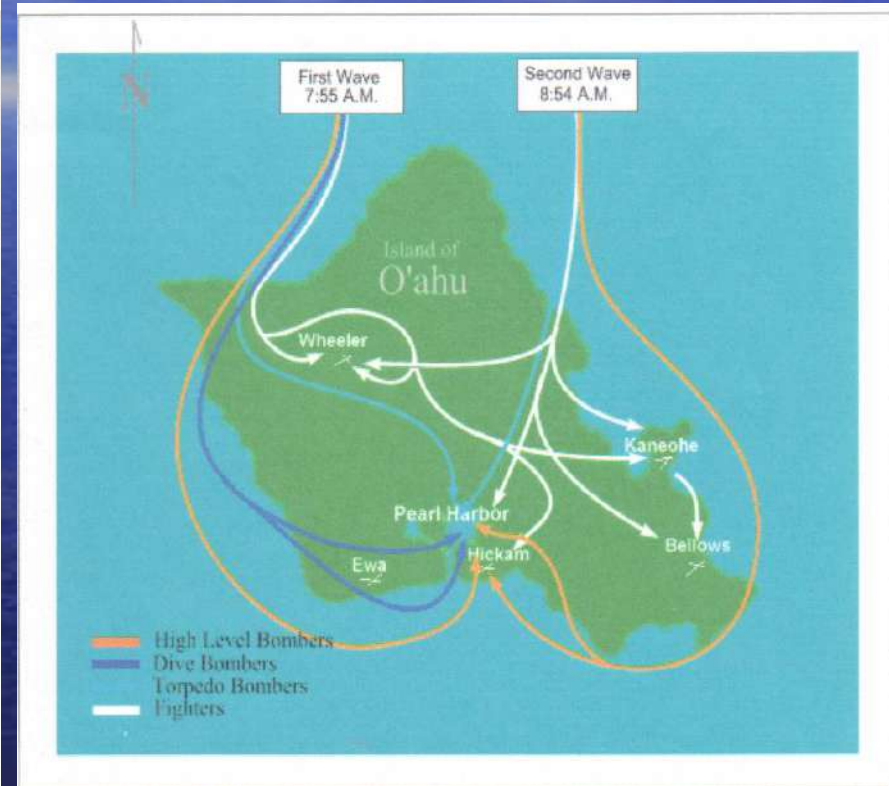 N
First Wave
7:55 A.M.
Second Wave
8:54 A.M.
Island of
O'ahu
Wheeler
Kaneohe
Pearl Harbor
Hickam
Bellows
Ewa
High Level Bombers
Dive Bombers
Torpedo Bombers
Fighters